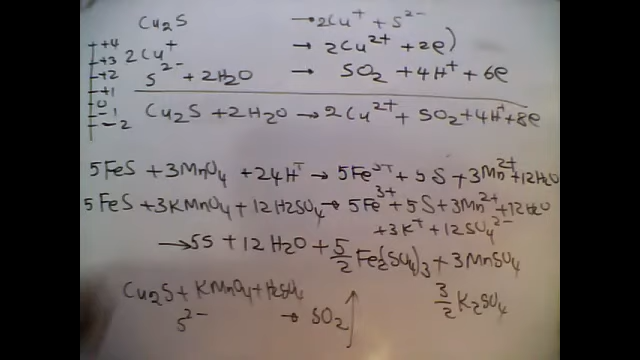 Cu2S → 2Cu⁺ + S²⁻
+4
+3 2Cu⁺ → 2Cu²⁺ + 2e)
+2 S²⁻ + 2H2O → SO2 + 4H⁺ + 6e
+1
0
-1 Cu2S + 2H2O → 2Cu²⁺ + SO2 + 4H⁺ + 8e
-2
5FeS + 3MnO4 + 24H⁺ → 5Fe³⁺ + 5S + 3Mn²⁺ + 12H2O
5FeS + 3KMnO4 + 12H2SO4 → 5Fe³⁺ + 5S + 3Mn²⁺ + 12H2O
+ 3K⁺ + 12SO4²⁻
→ 5S + 12H2O + 5/2 Fe2(SO4)3 + 3MnSO4
Cu2S + KMnO4 + H2SO4 3/2 K2SO4
S²⁻ → SO2 ↑